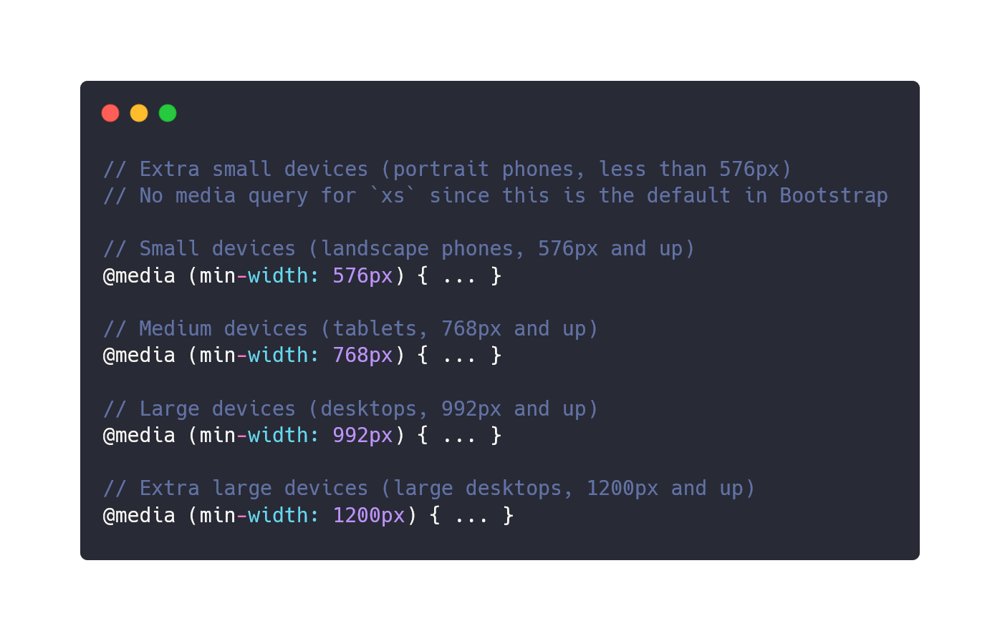 // Extra small devices (portrait phones, less than 576px)
// No media query for `xs` since this is the default in Bootstrap
// Small devices (landscape phones, 576px and up)
@media (min-width: 576px) { ... }
// Medium devices (tablets, 768px and up)
@media (min-width: 768px) { ... }
// Large devices (desktops, 992px and up)
@media (min-width: 992px) { ... }
// Extra large devices (large desktops, 1200px and up)
@media (min-width: 1200px) { ... }